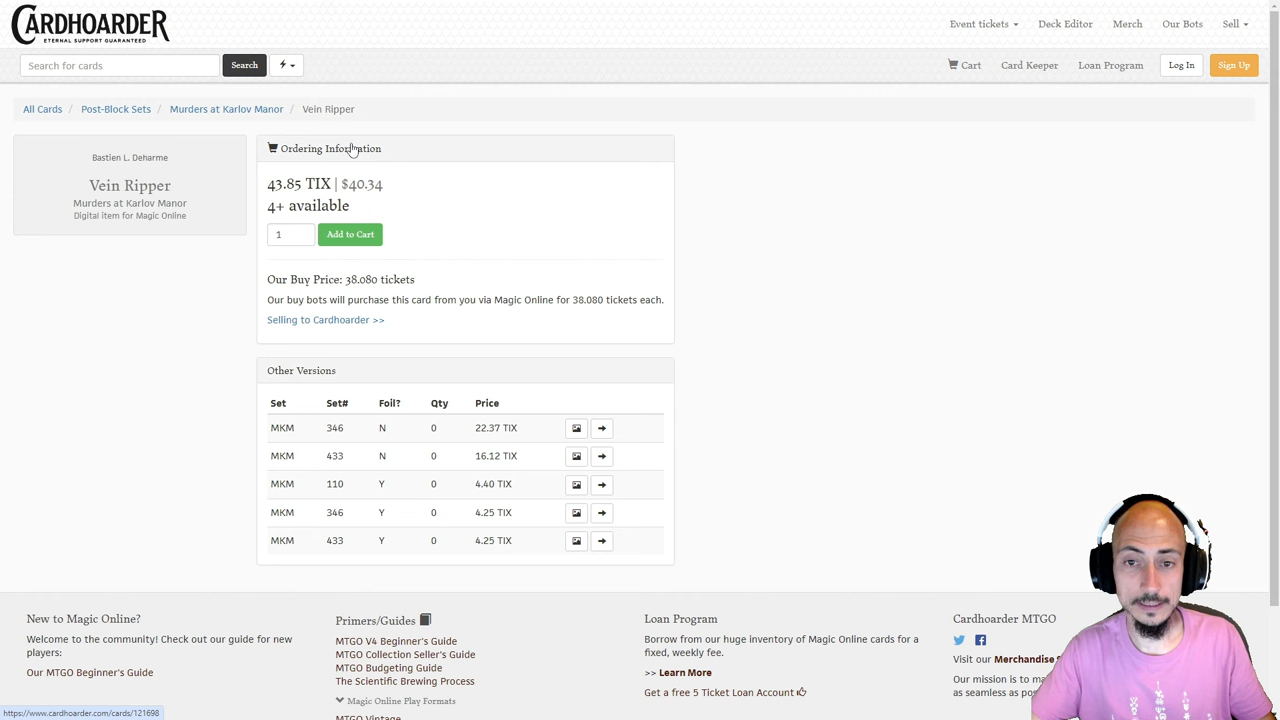 CARDHOARDER
ETERNAL SUPPORT GUARANTEED
Event tickets
Deck Editor
Merch
Our Bots
Sell
Search for cards
Search
Cart
Card Keeper
Loan Program
Log In
Sign Up
All Cards / Post-Block Sets / Murders at Karlov Manor / Vein Ripper
Bastien L. Deharme
Vein Ripper
Murders at Karlov Manor
Digital item for Magic Online
Ordering Information
43.85 TIX | $40.34
4+ available
1
Add to Cart
Our Buy Price: 38.080 tickets
Our buy bots will purchase this card from you via Magic Online for 38.080 tickets each.
Selling to Cardhoarder >>
Other Versions
Set Set# Foil? Qty Price
MKM 346 N 0 22.37 TIX
MKM 433 N 0 16.12 TIX
MKM 110 Y 0 4.40 TIX
MKM 346 Y 0 4.25 TIX
MKM 433 Y 0 4.25 TIX
New to Magic Online?
Welcome to the community! Check out our guide for new
players:
Our MTGO Beginner's Guide
Primers/Guides
MTGO V4 Beginner's Guide
MTGO Collection Seller's Guide
MTGO Budgeting Guide
The Scientific Brewing Process
Magic Online Play Formats
MTGO Vintage
Loan Program
Borrow from our huge inventory of Magic Online cards for a
fixed, weekly fee.
>> Learn More
Get a free 5 Ticket Loan Account
Cardhoarder MTGO
Visit our Merchandise
Our mission is to
as seamless as
https://www.cardhoarder.com/cards/121698